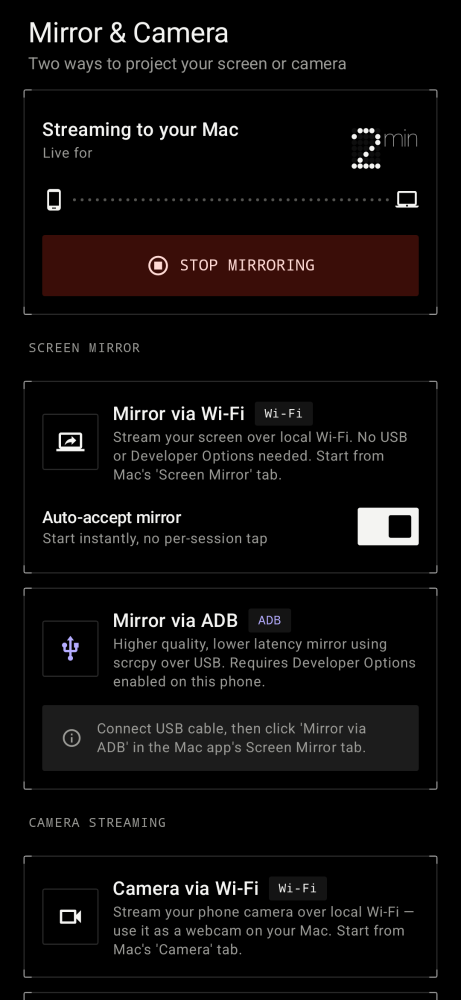 Mirror & Camera
Two ways to project your screen or camera
Streaming to your Mac
Live for
2 min
STOP MIRRORING
SCREEN MIRROR
Mirror via Wi-Fi Wi-Fi
Stream your screen over local Wi-Fi. No USB
or Developer Options needed. Start from
Mac's 'Screen Mirror' tab.
Auto-accept mirror
Start instantly, no per-session tap
Mirror via ADB ADB
Higher quality, lower latency mirror using
scrcpy over USB. Requires Developer Options
enabled on this phone.
Connect USB cable, then click 'Mirror via
ADB' in the Mac app's Screen Mirror tab.
CAMERA STREAMING
Camera via Wi-Fi Wi-Fi
Stream your phone camera over local Wi-Fi —
use it as a webcam on your Mac. Start from
Mac's 'Camera' tab.